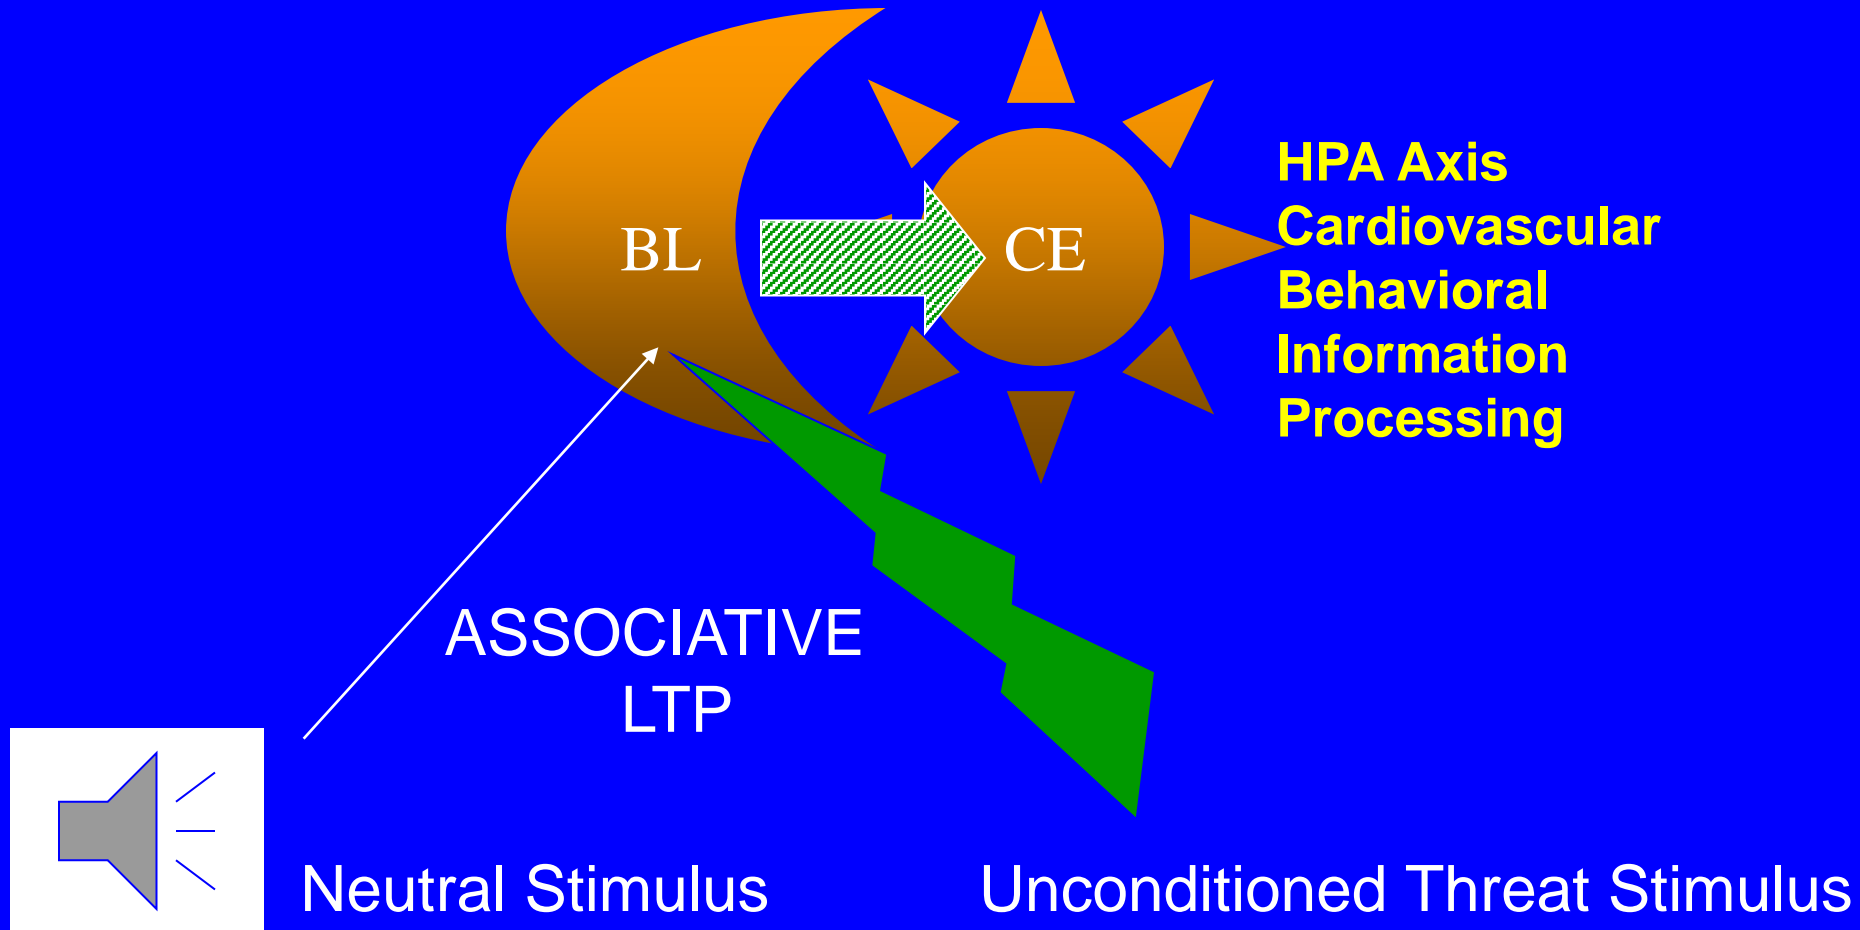 BL
CE
HPA Axis
Cardiovascular
Behavioral
Information
Processing
ASSOCIATIVE
LTP
Neutral Stimulus
Unconditioned Threat Stimulus